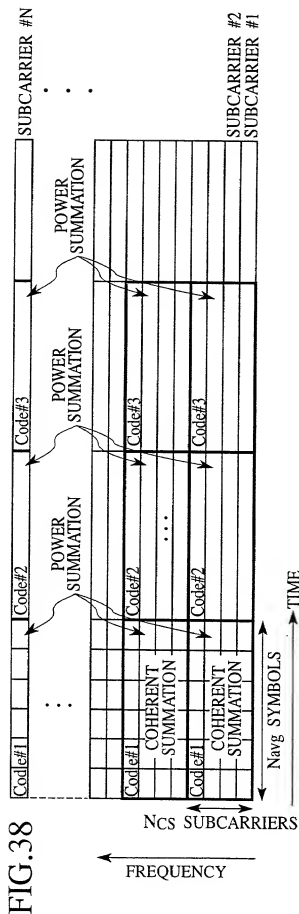 FIG.38
SUBCARRIER #N
Code#1
Code#2
Code#3
POWER
SUMMATION
POWER
SUMMATION
POWER
SUMMATION
Code#1
COHERENT
SUMMATION
Code#2
Code#3
Code#1
COHERENT
SUMMATION
Code#2
Code#3
SUBCARRIER #2
SUBCARRIER #1
NCS SUBCARRIERS
FREQUENCY
Navg SYMBOLS
TIME